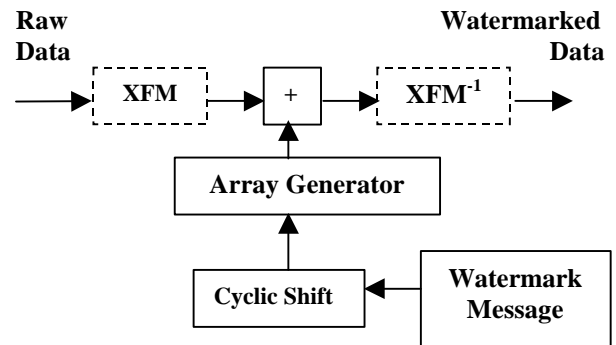 Raw
Data
Watermarked
Data
XFM
+
XFM-1
Array Generator
Cyclic Shift
Watermark
Message